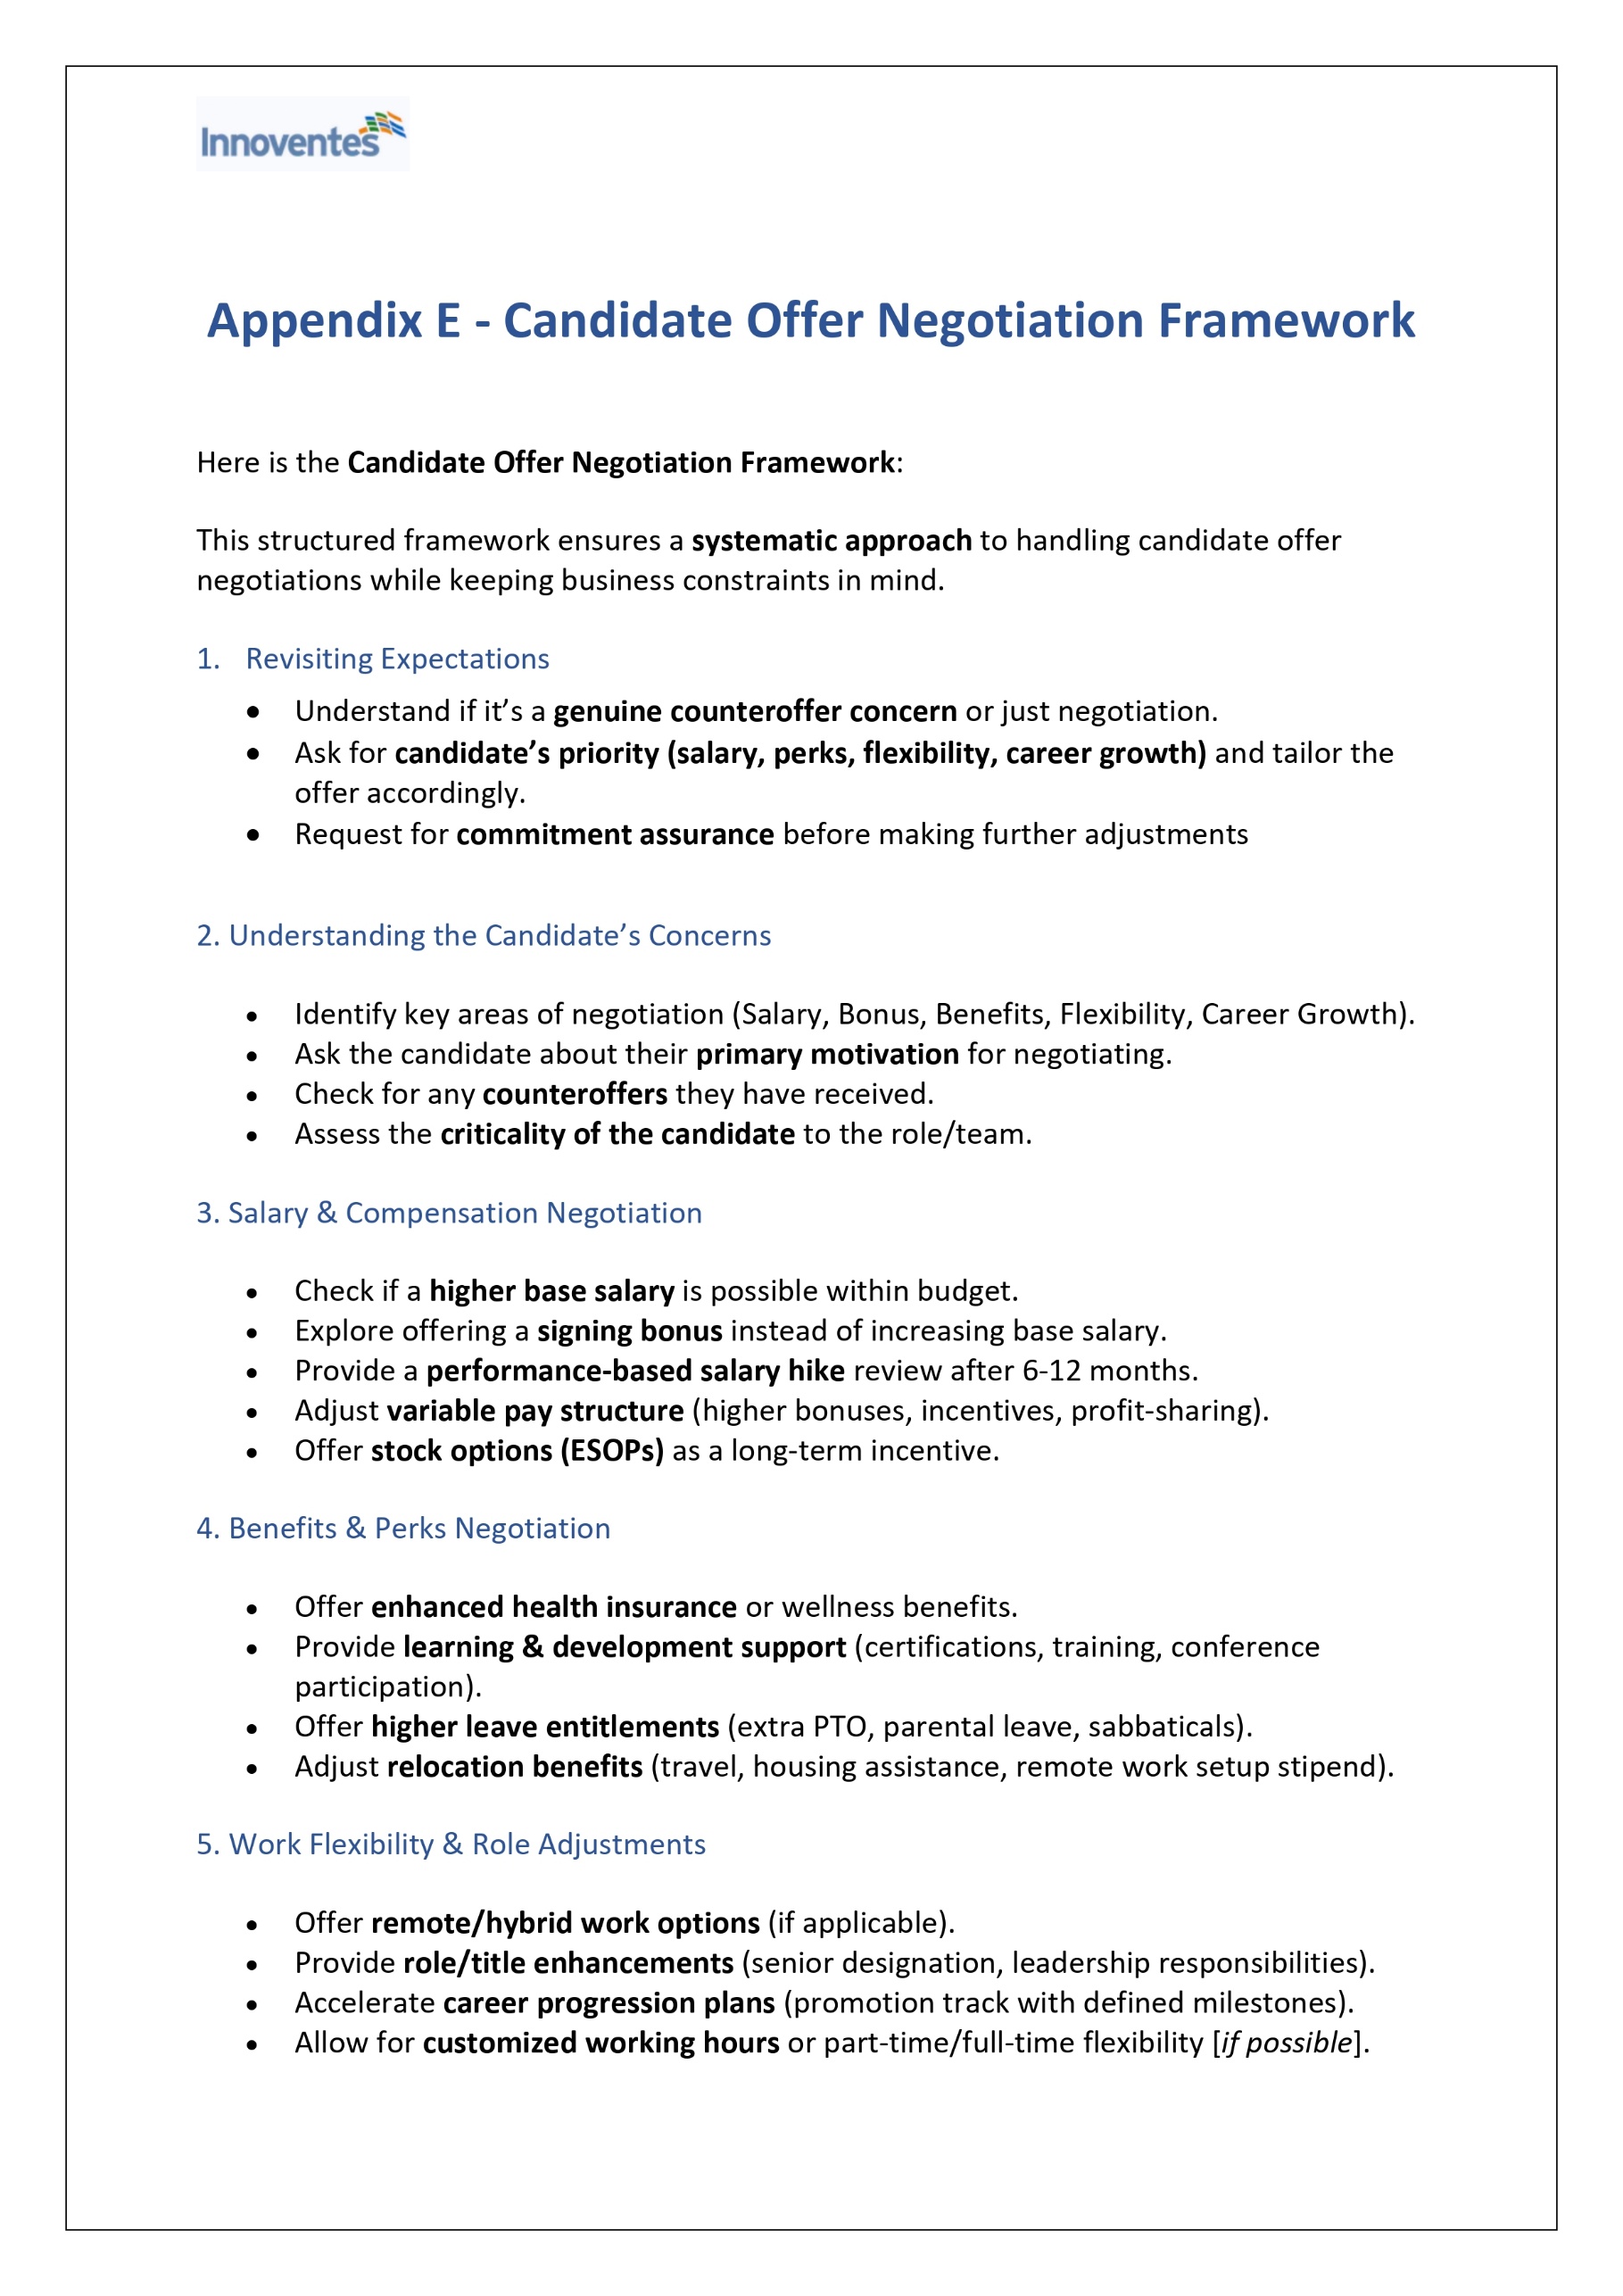 Innoventes
Appendix E - Candidate Offer Negotiation Framework
Here is the Candidate Offer Negotiation Framework:
This structured framework ensures a systematic approach to handling candidate offer
negotiations while keeping business constraints in mind.
1. Revisiting Expectations
• Understand if it’s a genuine counteroffer concern or just negotiation.
• Ask for candidate’s priority (salary, perks, flexibility, career growth) and tailor the
offer accordingly.
• Request for commitment assurance before making further adjustments
2. Understanding the Candidate’s Concerns
• Identify key areas of negotiation (Salary, Bonus, Benefits, Flexibility, Career Growth).
• Ask the candidate about their primary motivation for negotiating.
• Check for any counteroffers they have received.
• Assess the criticality of the candidate to the role/team.
3. Salary & Compensation Negotiation
• Check if a higher base salary is possible within budget.
• Explore offering a signing bonus instead of increasing base salary.
• Provide a performance-based salary hike review after 6-12 months.
• Adjust variable pay structure (higher bonuses, incentives, profit-sharing).
• Offer stock options (ESOPs) as a long-term incentive.
4. Benefits & Perks Negotiation
• Offer enhanced health insurance or wellness benefits.
• Provide learning & development support (certifications, training, conference
participation).
• Offer higher leave entitlements (extra PTO, parental leave, sabbaticals).
• Adjust relocation benefits (travel, housing assistance, remote work setup stipend).
5. Work Flexibility & Role Adjustments
• Offer remote/hybrid work options (if applicable).
• Provide role/title enhancements (senior designation, leadership responsibilities).
• Accelerate career progression plans (promotion track with defined milestones).
• Allow for customized working hours or part-time/full-time flexibility [if possible].